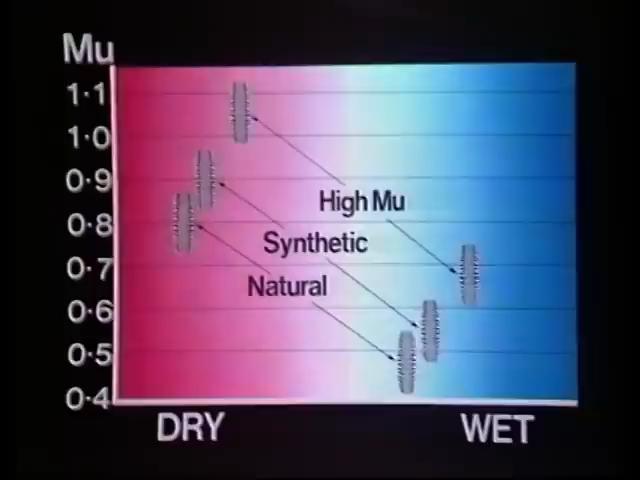 Mu
1·1
1·0
0·9
0·8
0·7
0·6
0·5
0·4
High Mu
Synthetic
Natural
DRY
WET